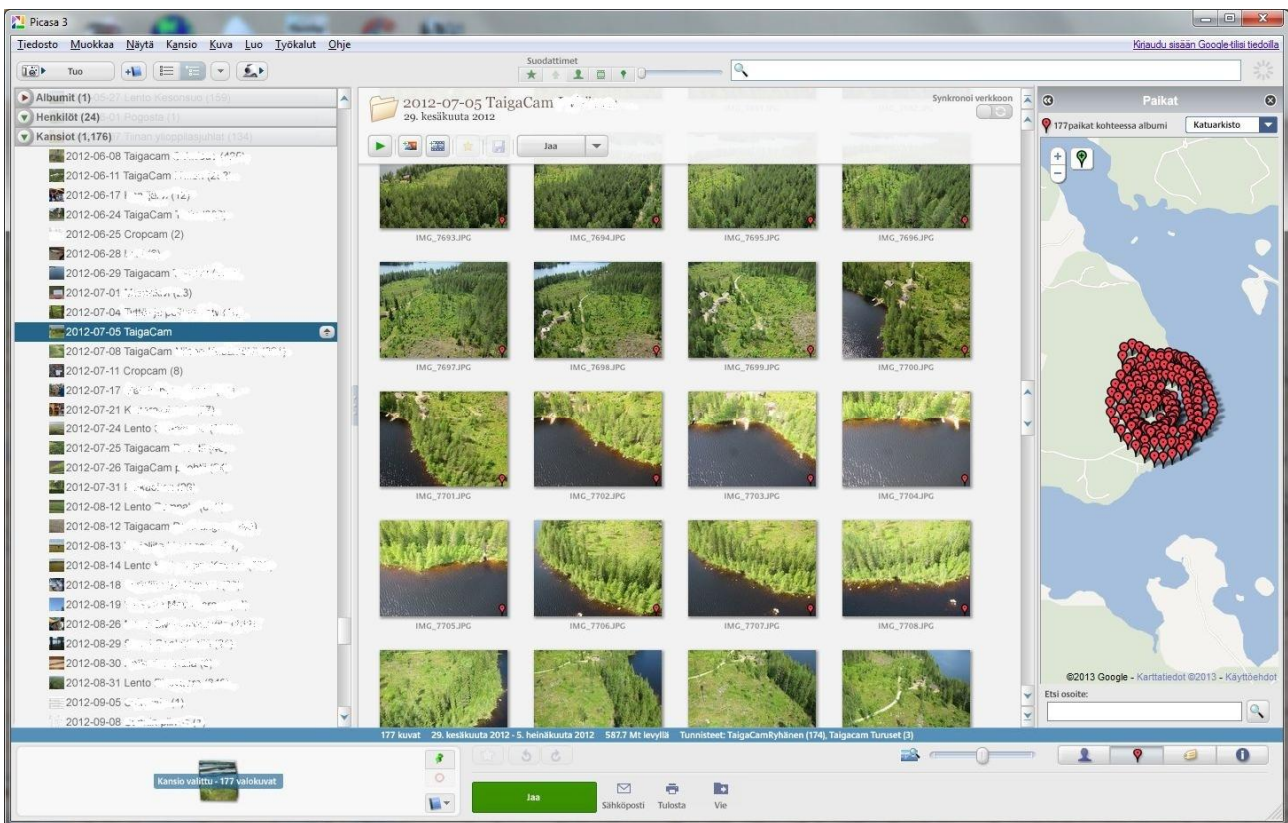 Picasa 3
Tiedosto Muokkaa Näytä Kansio Kuva Luo Työkalut Ohje
Kirjaudu sisään Google-tilisi tiedoilla
Tuo
Suodattimet
Albumit (1)
Henkilöt (24)
Kansiot (1,176)
2012-06-08 Taigacam
2012-06-11 TaigaCam
2012-06-17
2012-06-24 TaigaCam
2012-06-25 Cropcam (2)
2012-06-28
2012-06-29 Taigacam
2012-07-01
2012-07-04
2012-07-05 TaigaCam
2012-07-08 TaigaCam
2012-07-11 Cropcam (8)
2012-07-17
2012-07-21
2012-07-24 Lento
2012-07-25 Taigacam
2012-07-26 TaigaCam
2012-07-31
2012-08-12 Lento
2012-08-12 Taigacam
2012-08-13
2012-08-14 Lento
2012-08-18
2012-08-19
2012-08-26
2012-08-29
2012-08-30
2012-08-31 Lento
2012-09-05
2012-09-08
2012-07-05 TaigaCam
29. kesäkuuta 2012
Synkronoi verkkoon
Jaa
IMG_7693.JPG IMG_7694.JPG IMG_7695.JPG IMG_7696.JPG
IMG_7697.JPG IMG_7698.JPG IMG_7699.JPG IMG_7700.JPG
IMG_7701.JPG IMG_7702.JPG IMG_7703.JPG IMG_7704.JPG
IMG_7705.JPG IMG_7706.JPG IMG_7707.JPG IMG_7708.JPG
Paikat
177paikat kohteessa albumi Katuarkisto
©2013 Google - Karttatiedot ©2013 - Käyttöehdot
Etsi osoite:
177 kuvat 29. kesäkuuta 2012 - 5. heinäkuuta 2012 587.7 Mt levyllä Tunnisteet: TaigaCamRyhänen (174), Taigacam Turuset (3)
Kansio valittu - 177 valokuvat
Jaa
Sähköposti Tulosta Vie